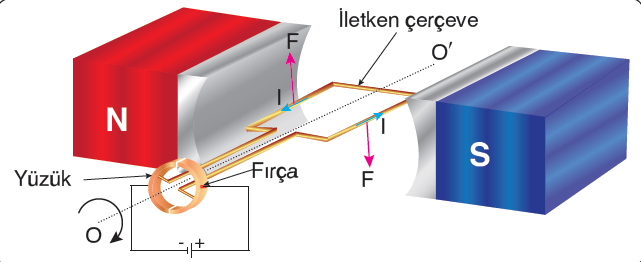 İletken çerçeve
F
O'
I
N
I
S
Yüzük
Fırça
F
O
- +